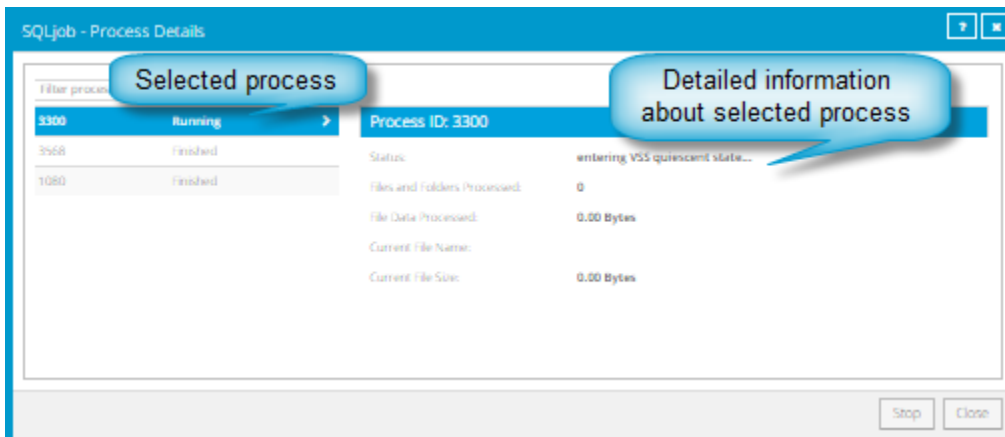 SQLjob - Process Details
? ×
Selected process
Detailed information
about selected process
Filter
3300 Running >
Process ID: 3300
3568 Finished
1080 Finished
Status: entering VSS quiescent state...
Files and Folders Processed: 0
File Data Processed: 0.00 Bytes
Current File Name:
Current File Size: 0.00 Bytes
Stop Close